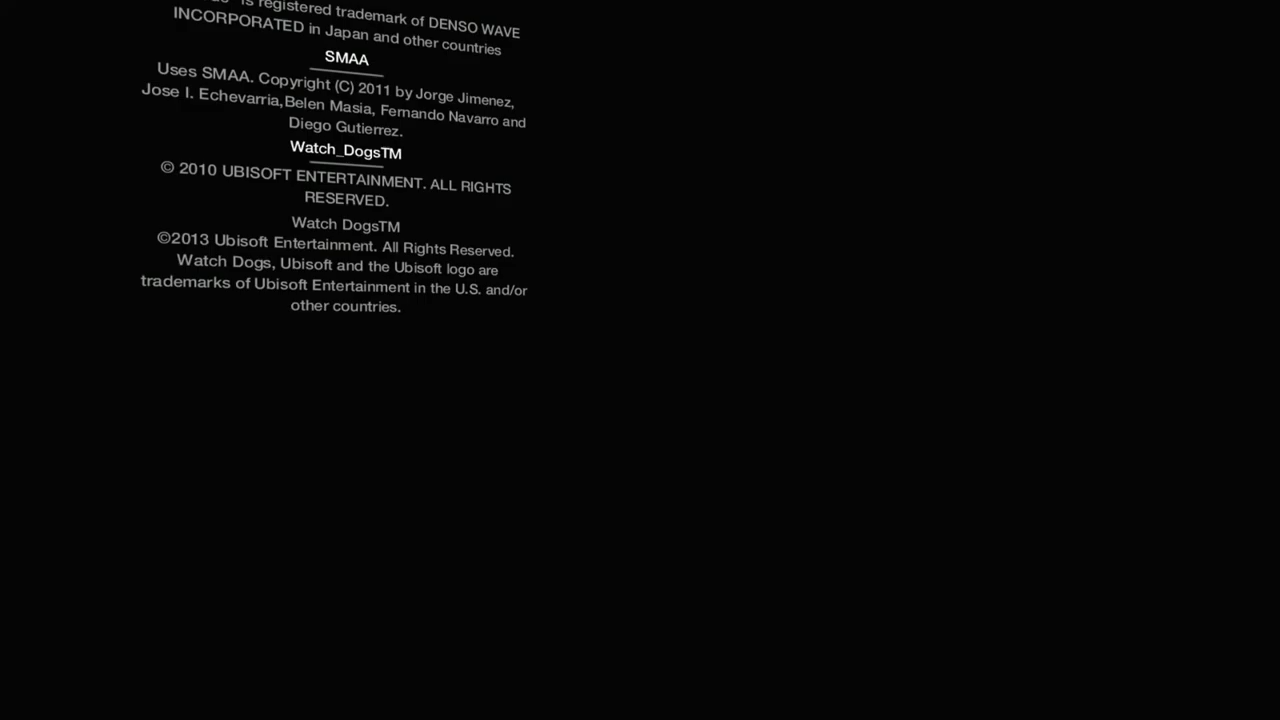 is registered trademark of DENSO WAVE
INCORPORATED in Japan and other countries
SMAA
Uses SMAA. Copyright (C) 2011 by Jorge Jimenez,
Jose I. Echevarria,Belen Masia, Fernando Navarro and
Diego Gutierrez.
Watch_DogsTM
© 2010 UBISOFT ENTERTAINMENT. ALL RIGHTS
RESERVED.
Watch DogsTM
©2013 Ubisoft Entertainment. All Rights Reserved.
Watch Dogs, Ubisoft and the Ubisoft logo are
trademarks of Ubisoft Entertainment in the U.S. and/or
other countries.